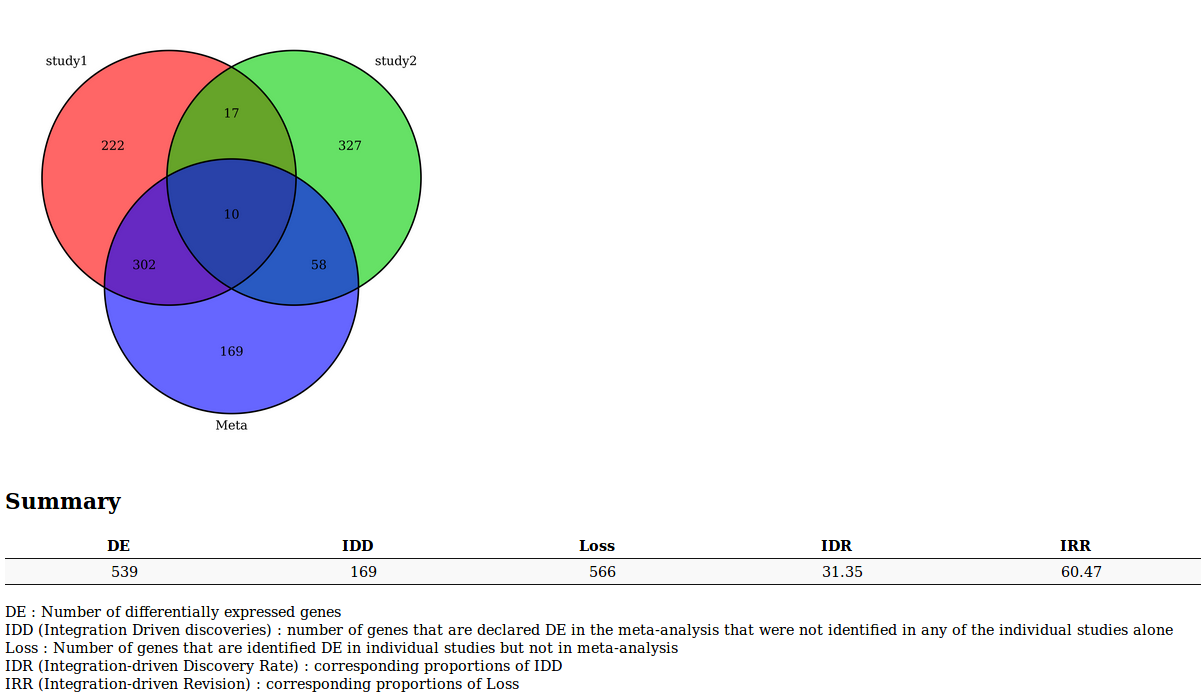 study1
study2
17
222
327
10
302
58
169
Meta
Summary
DE IDD Loss IDR IRR
539 169 566 31.35 60.47
DE : Number of differentially expressed genes
IDD (Integration Driven discoveries) : number of genes that are declared DE in the meta-analysis that were not identified in any of the individual studies alone
Loss : Number of genes that are identified DE in individual studies but not in meta-analysis
IDR (Integration-driven Discovery Rate) : corresponding proportions of IDD
IRR (Integration-driven Revision) : corresponding proportions of Loss